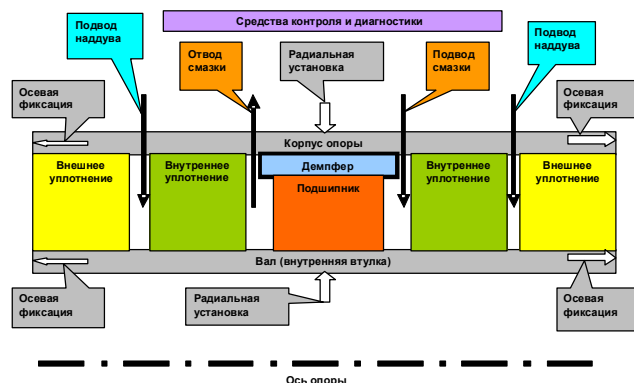 Средства контроля и диагностики
Подвод
наддува
Отвод
смазки
Радиальная
установка
Подвод
смазки
Подвод
наддува
Осевая
фиксация
Осевая
фиксация
Корпус опоры
Внешнее
уплотнение
Внутреннее
уплотнение
Демпфер
Подшипник
Внутреннее
уплотнение
Внешнее
уплотнение
Вал (внутренняя втулка)
Осевая
фиксация
Радиальная
установка
Осевая
фиксация
Ось опоры